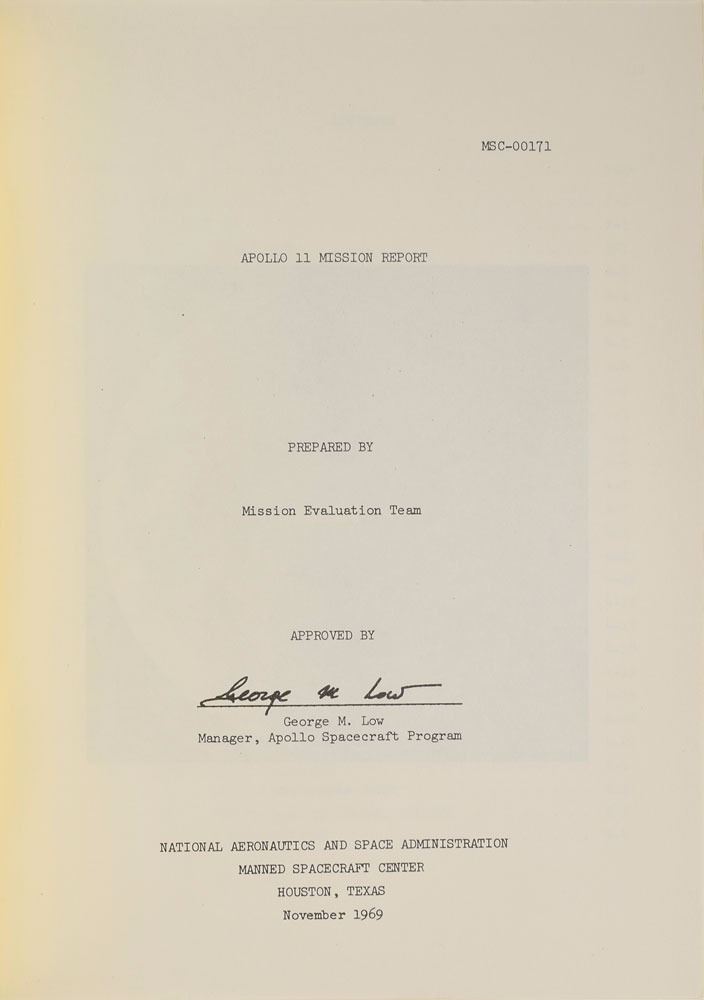 MSC-00171
APOLLO 11 MISSION REPORT
PREPARED BY
Mission Evaluation Team
APPROVED BY
George M Low
George M. Low
Manager, Apollo Spacecraft Program
NATIONAL AERONAUTICS AND SPACE ADMINISTRATION
MANNED SPACECRAFT CENTER
HOUSTON, TEXAS
November 1969